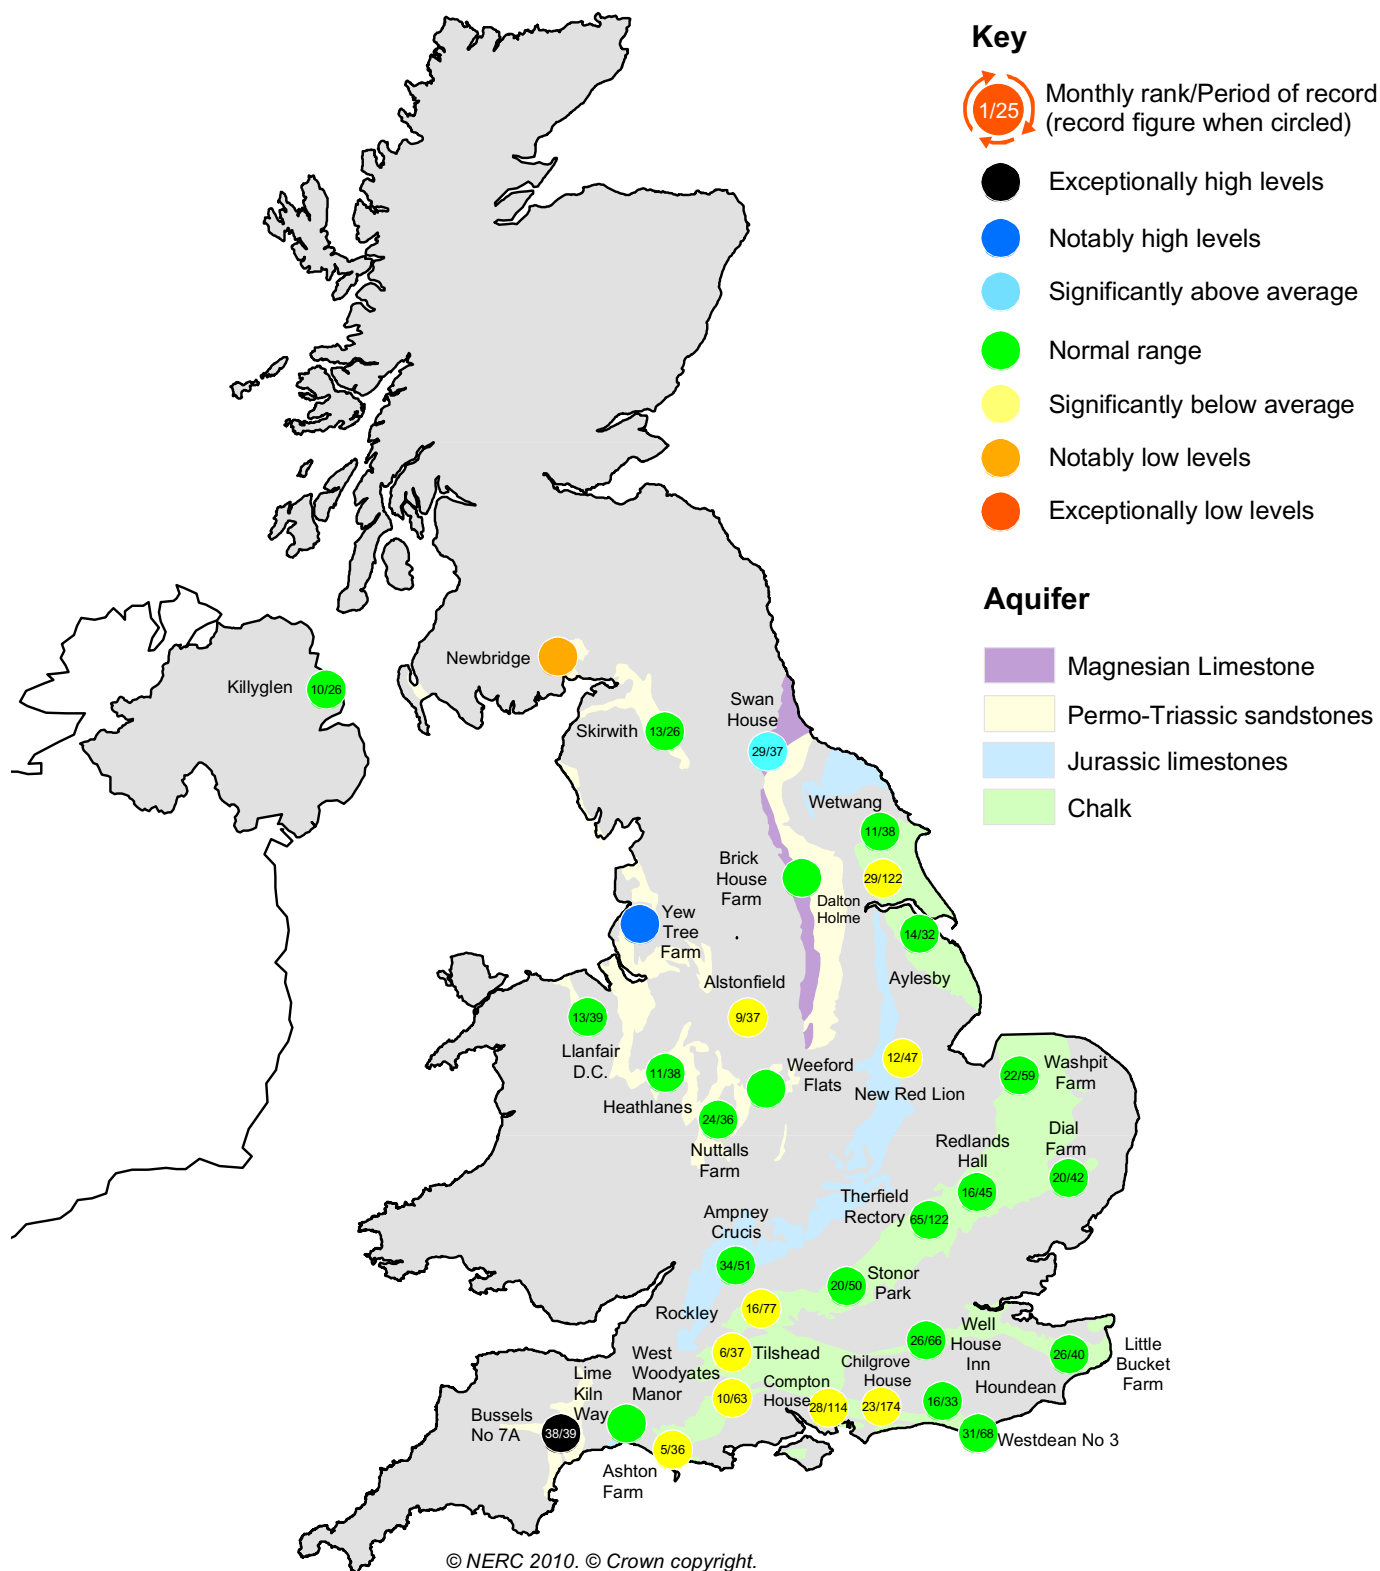 Key
1/25
Monthly rank/Period of record
(record figure when circled)
Exceptionally high levels
Notably high levels
Significantly above average
Normal range
Significantly below average
Notably low levels
Exceptionally low levels
Aquifer
Magnesian Limestone
Permo-Triassic sandstones
Jurassic limestones
Chalk
Newbridge
Killyglen
10/26
Skirwith
13/26
Swan
House
29/37
Wetwang
11/38
Brick
House
Farm
29/122
Dalton
Holme
Yew
Tree
Farm
14/32
Aylesby
Alstonfield
9/37
13/39
Llanfair
D.C.
11/38
Heathlanes
Weeford
Flats
12/47
New Red Lion
22/59
Washpit
Farm
24/36
Nuttalls
Farm
Redlands
Hall
16/45
Dial
Farm
20/42
Therfield
Rectory
65/122
Ampney
Crucis
34/51
20/50
Stonor
Park
Rockley
16/77
6/37
Tilshead
West
Woodyates
Manor
10/63
Well
House
Inn
26/66
26/40
Little
Bucket
Farm
Chilgrove
House
23/174
Compton
House
28/114
Houndean
16/33
Lime
Kiln
Way
Bussels
No 7A
38/39
31/68
Westdean No 3
5/36
Ashton
Farm
© NERC 2010. © Crown copyright.